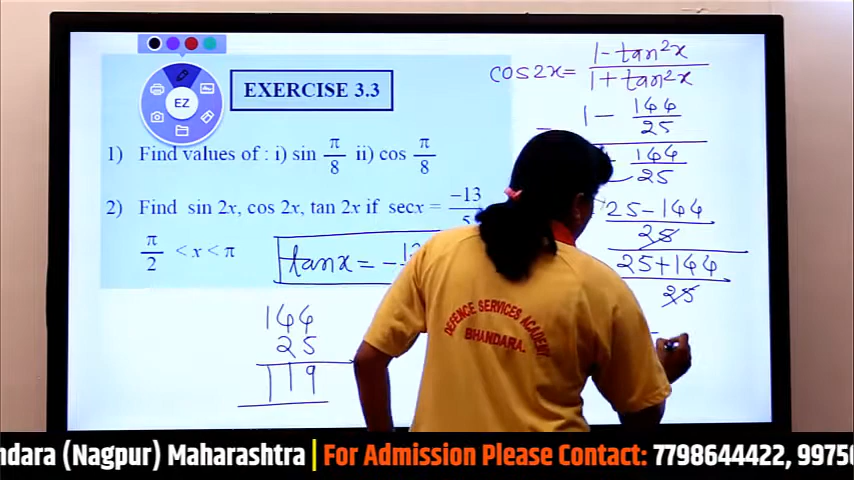 EZ
EXERCISE 3.3
1) Find values of : i) sin π/8 ii) cos π/8
2) Find sin 2x, cos 2x, tan 2x if secx = -13/5
π/2 < x < π
tanx = -
144
25
119
cos2x = 1 - tan²x / 1 + tan²x
1 - 144/25
144/25
25-144
25
25+144
25
DEFENCE SERVICES ACADEMY
BHANDARA.
ndara (Nagpur) Maharashtra | For Admission Please Contact: 7798644422, 99750